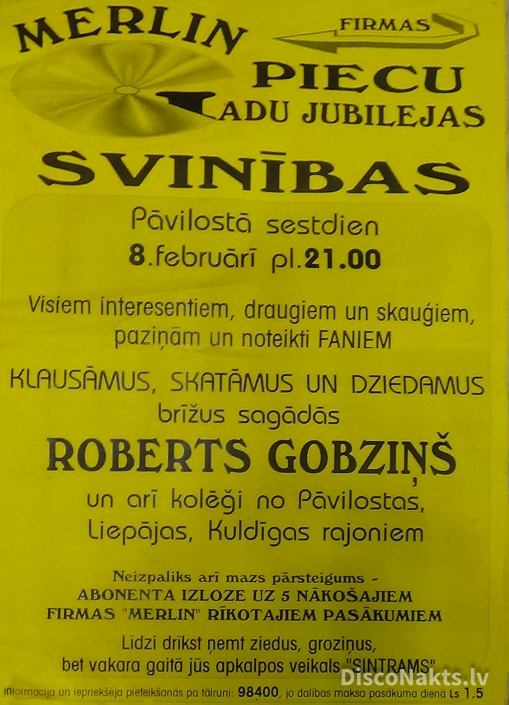 MERLIN
FIRMAS
PIECU
GADU JUBILEJAS
SVINĪBAS
Pāvilostā sestdien
8.februārī pl.21.00
Visiem interesentiem, draugiem un skauģiem,
paziņām un noteikti FANIEM
KLAUSĀMUS, SKATĀMUS UN DZIEDAMUS
brīžus sagādās
ROBERTS GOBZIŅŠ
un arī kolēģi no Pāvilostas,
Liepājas, Kuldīgas rajoniem
Neizpaliks arī mazs pārsteigums -
ABONENTA IZLOZE UZ 5 NĀKOŠAJIEM
FIRMAS "MERLIN" RĪKOTAJIEM PASĀKUMIEM
Līdzi drīkst ņemt ziedus, groziņus,
bet vakara gaitā jūs apkalpos veikals "SINTRAMS"
DiscoNakts.lv
informācija un iepriekšēja pieteikšanās pa tālruni: 98400, jo dalības maksa pasākuma dienā Ls 1.5